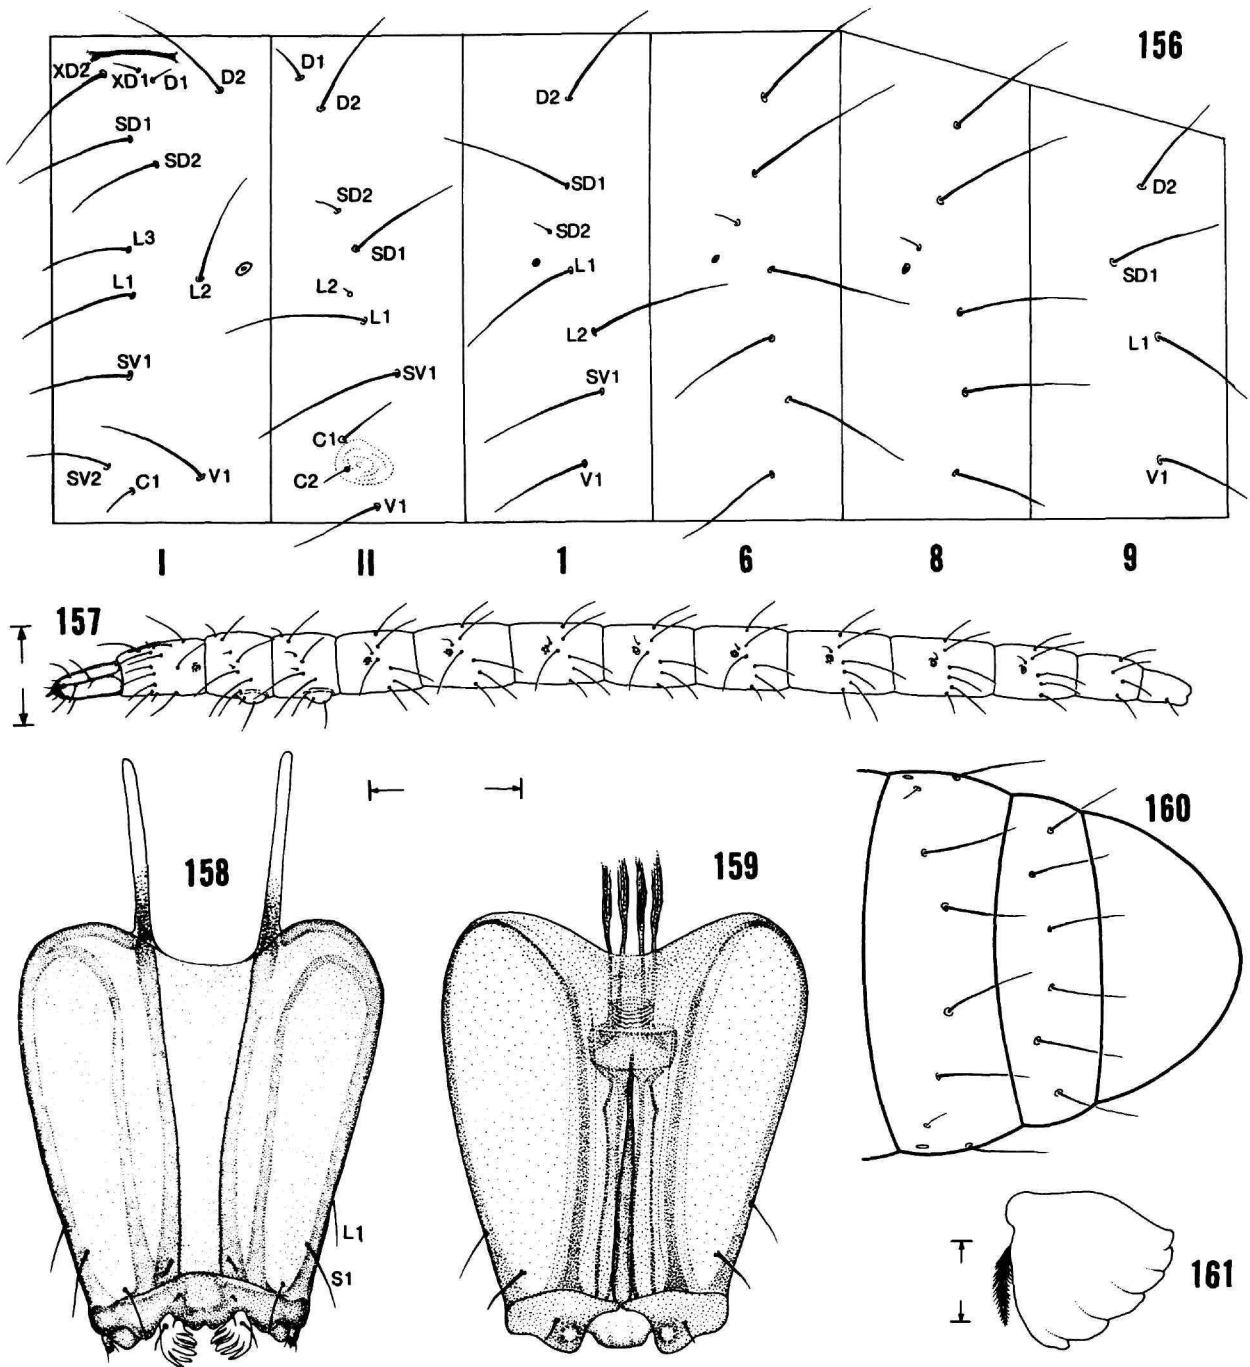 156
XD2 XD1 D1 D2 D1 D2 D2
SD1 SD2 SD2 SD1 SD1 SD2 D2
L3 L2 L1 L2 L1 L1 L2 SD1 L1
SV1 SV1 SV1
SV2 C1 V1 C1 C2 V1 V1 V1
I II 1 6 8 9
157
158 159 160
L1
S1
161